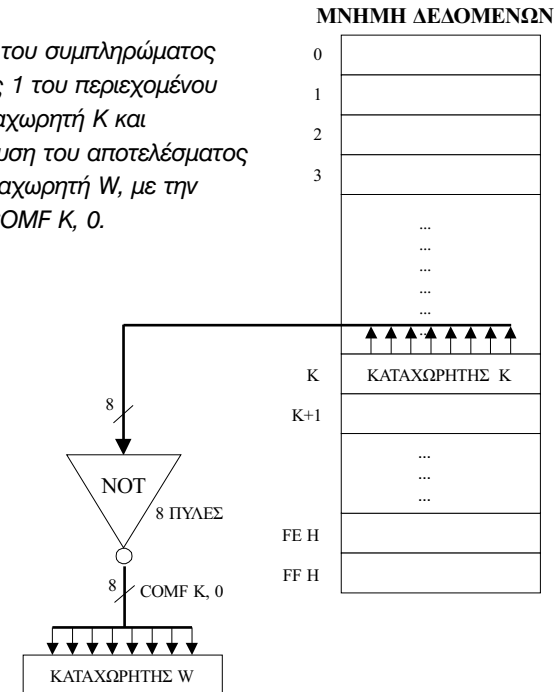 ΜΝΗΜΗ ΔΕΔΟΜΕΝΩΝ
του συμπληρώματος
ς 1 του περιεχομένου
αχωρητή K και
υση του αποτελέσματος
αχωρητή W, με την
OMF K, 0.
0
1
2
3
...
...
...
...
...
...
K ΚΑΤΑΧΩΡΗΤΗΣ K
K+1
...
...
...
FE H
FF H
8
NOT
8 ΠΥΛΕΣ
8 COMF K, 0
ΚΑΤΑΧΩΡΗΤΗΣ W